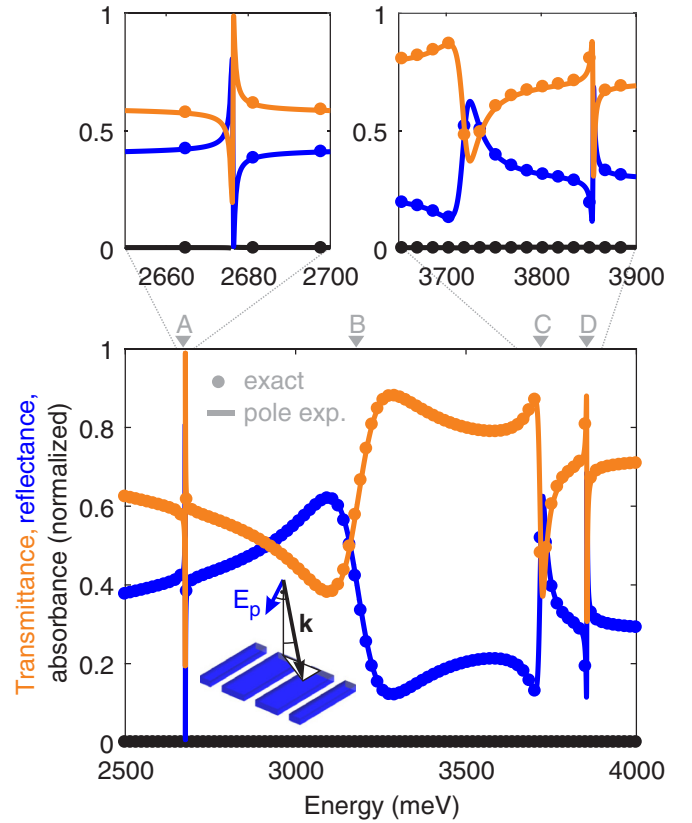 1
0.5
0
2660
2680
2700
1
0.5
0
3700
3800
3900
A
B
C
D
exact
pole exp.
Transmittance, reflectance,
absorbance (normalized)
1
0.8
0.6
0.4
0.2
0
E_p
k
2500
3000
3500
4000
Energy (meV)